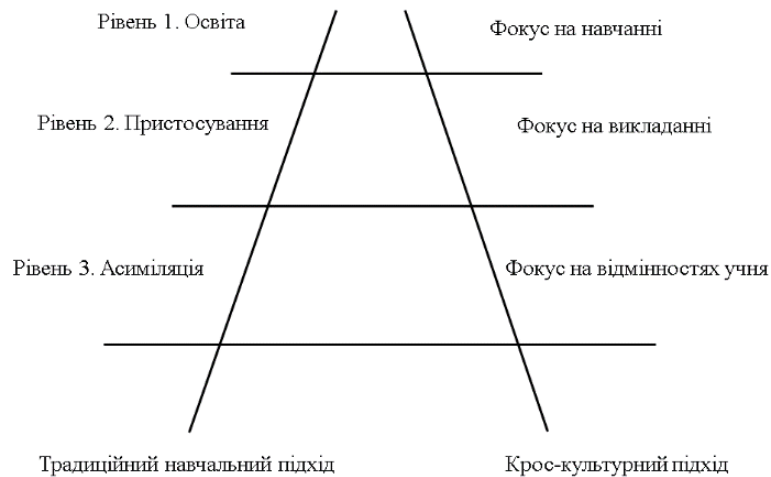 Рівень 1. Освіта
Фокус на навчанні
Рівень 2. Пристосування
Фокус на викладанні
Рівень 3. Асиміляція
Фокус на відмінностях учня
Традиційний навчальний підхід
Крос-культурний підхід